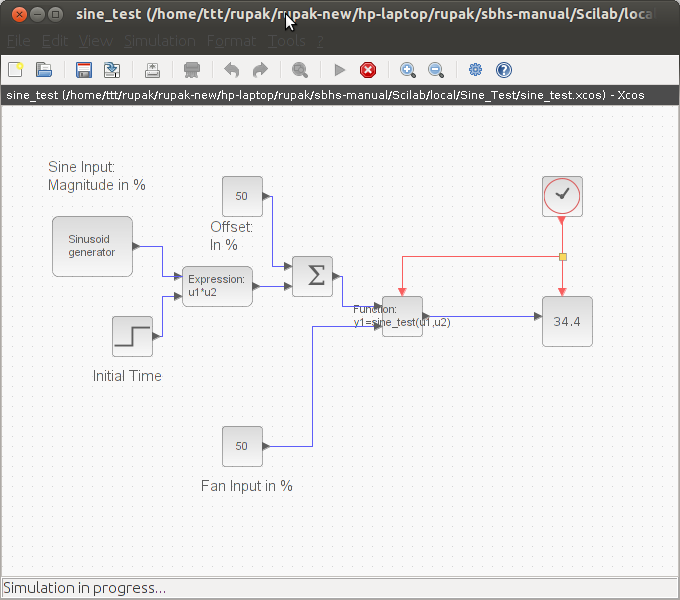 sine_test (/home/ttt/rupak/rupak-new/hp-laptop/rupak/sbhs-manual/Scilab/local
File Edit View Simulation Format Tools ?
sine_test (/home/ttt/rupak/rupak-new/hp-laptop/rupak/sbhs-manual/Scilab/local/Sine_Test/sine_test.xcos) - Xcos
Sine Input:
Magnitude in %
50
Offset:
In %
Sinusoid
generator
Expression:
u1*u2
Σ
Initial Time
Function:
y1=sine_test(u1,u2)
34.4
50
Fan Input in %
Simulation in progress...